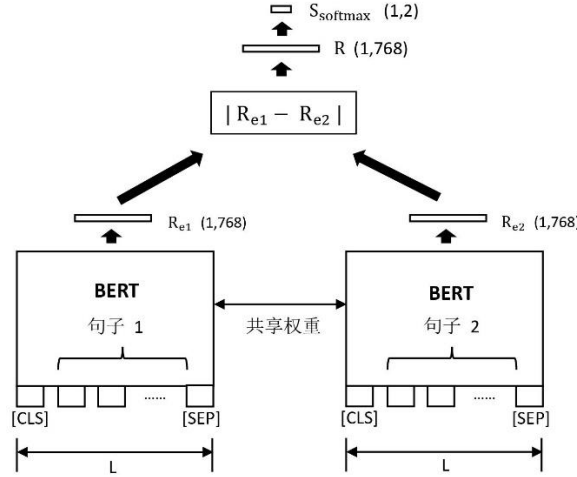 S_softmax (1,2)
R (1,768)
| R_e1 − R_e2 |
R_e1 (1,768)
R_e2 (1,768)
BERT
句子 1
共享权重
BERT
句子 2
......
[CLS]
[SEP]
L
......
[CLS]
[SEP]
L